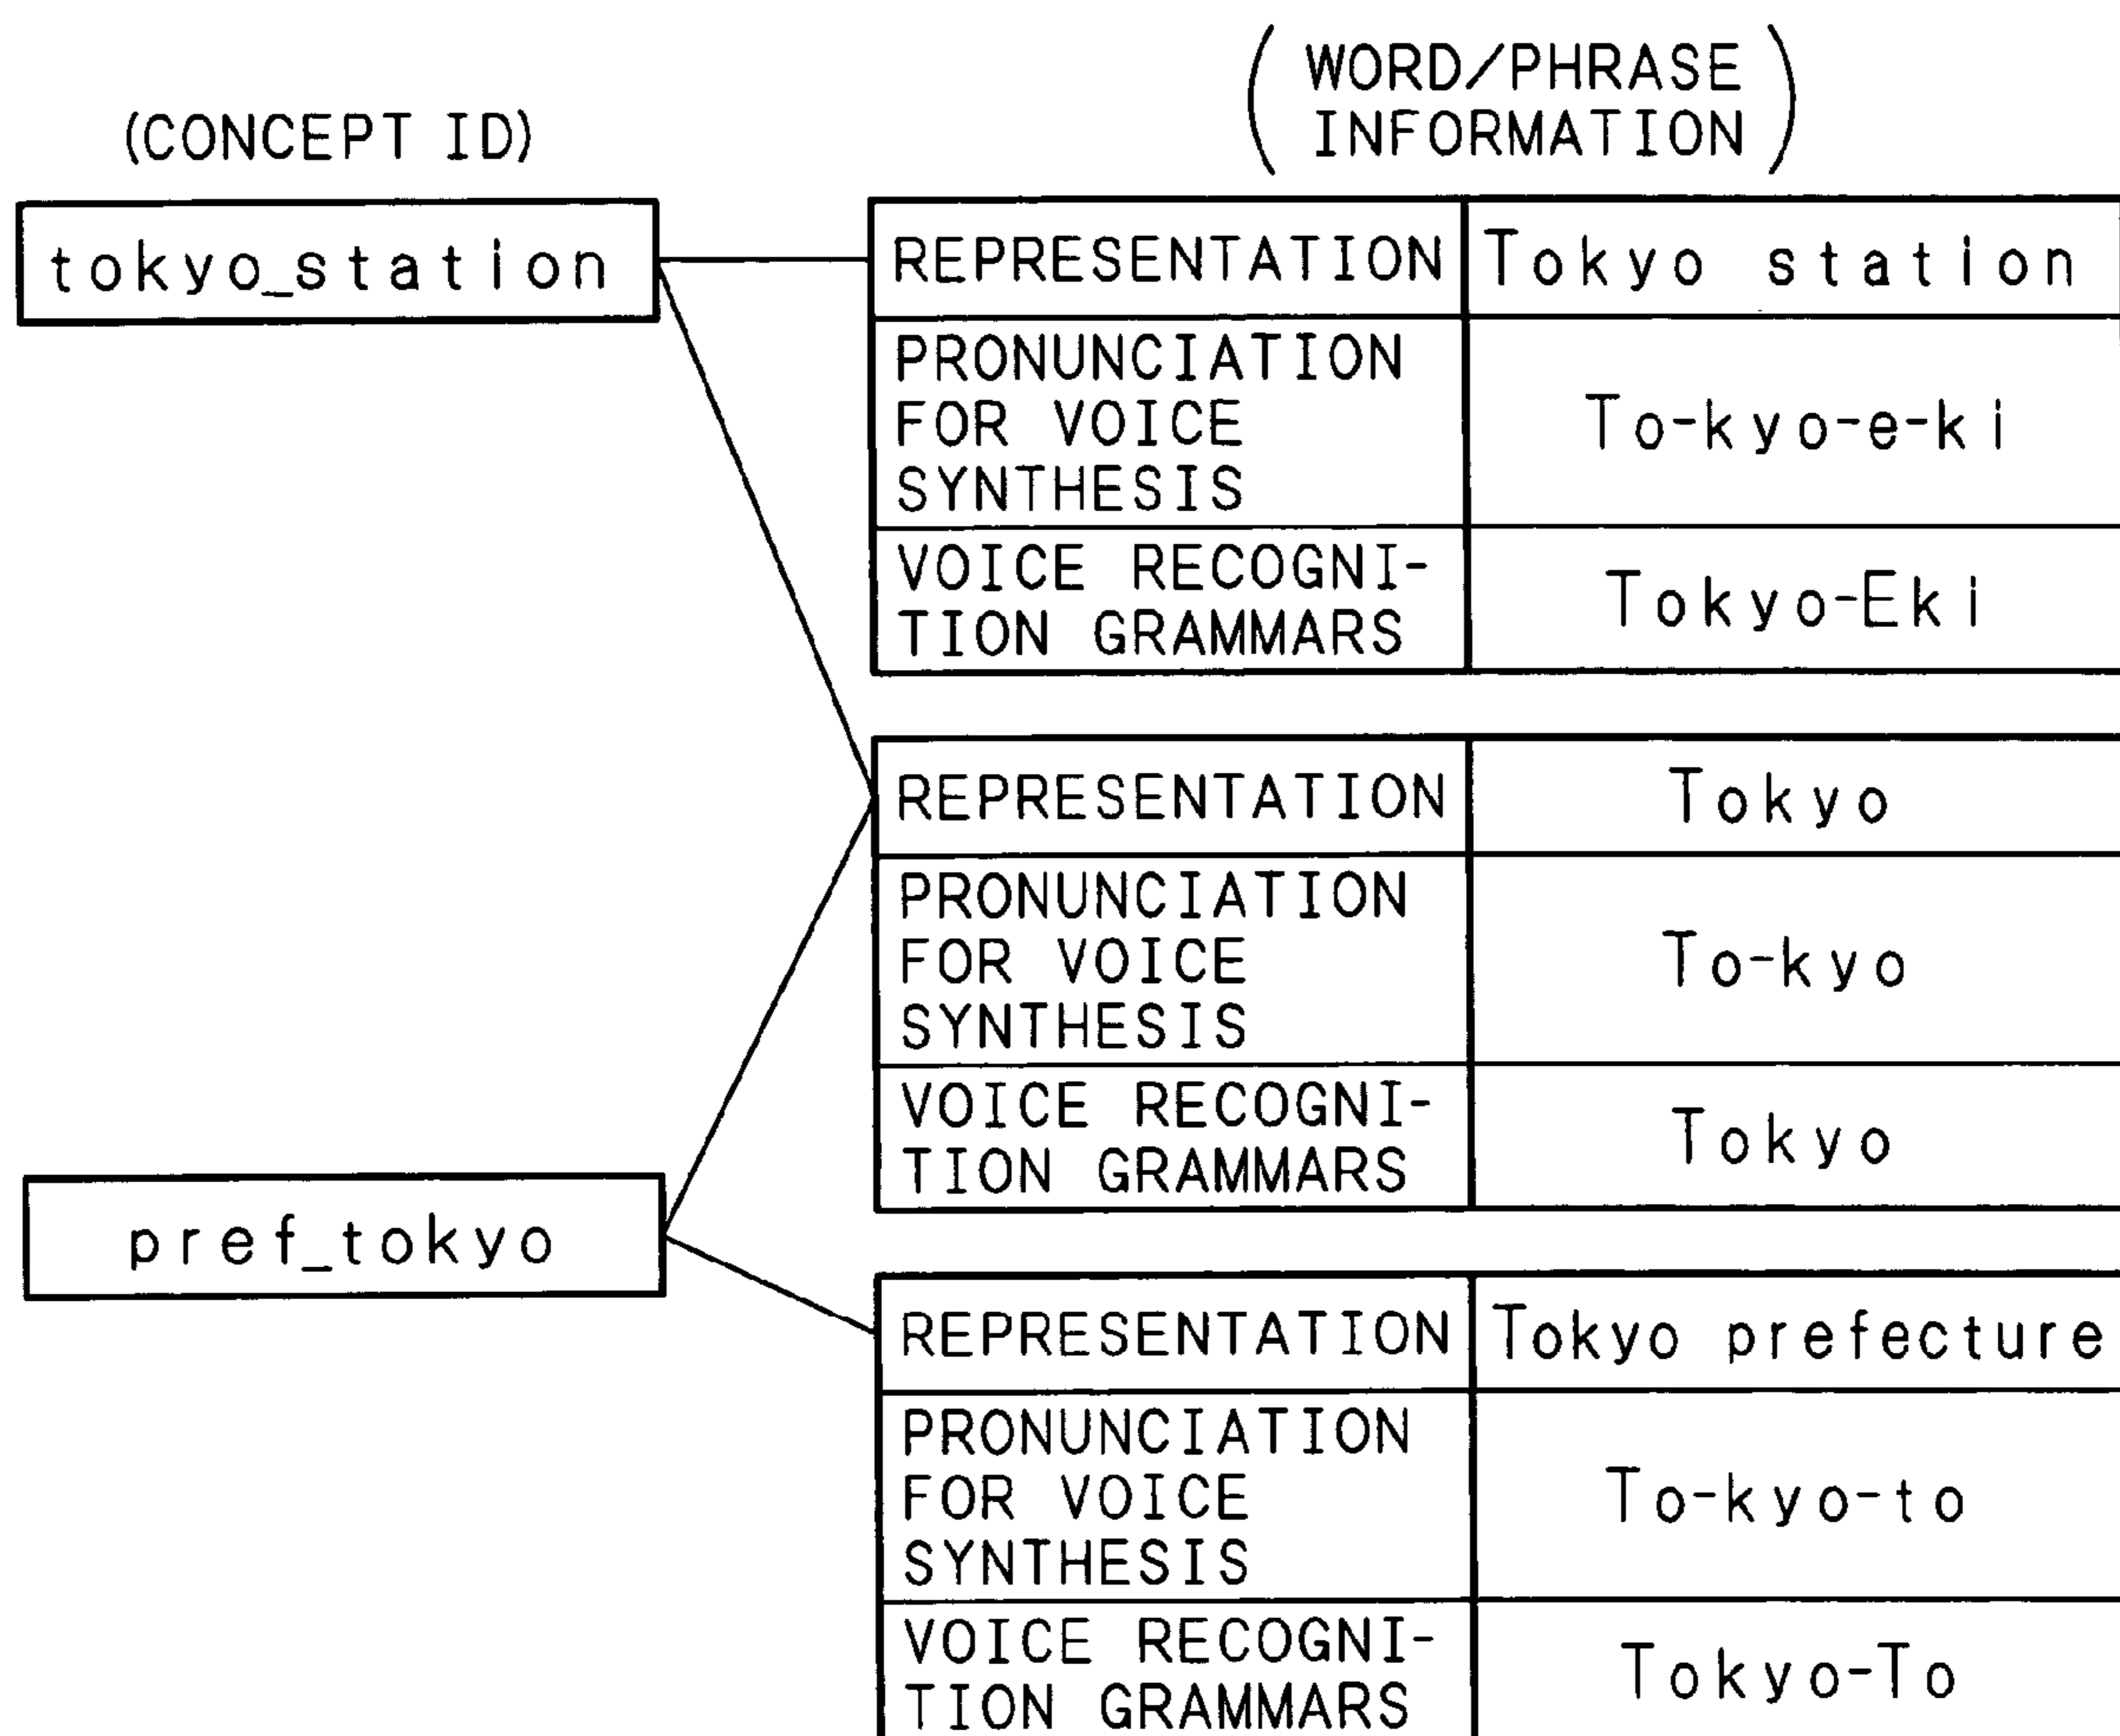 (CONCEPT ID)
(WORD/PHRASE
INFORMATION)
tokyo_station
REPRESENTATION Tokyo station
PRONUNCIATION
FOR VOICE
SYNTHESIS
To-kyo-e-ki
VOICE RECOGNI-
TION GRAMMARS
Tokyo-Eki
REPRESENTATION Tokyo
PRONUNCIATION
FOR VOICE
SYNTHESIS
To-kyo
VOICE RECOGNI-
TION GRAMMARS
Tokyo
pref_tokyo
REPRESENTATION Tokyo prefecture
PRONUNCIATION
FOR VOICE
SYNTHESIS
To-kyo-to
VOICE RECOGNI-
TION GRAMMARS
Tokyo-To